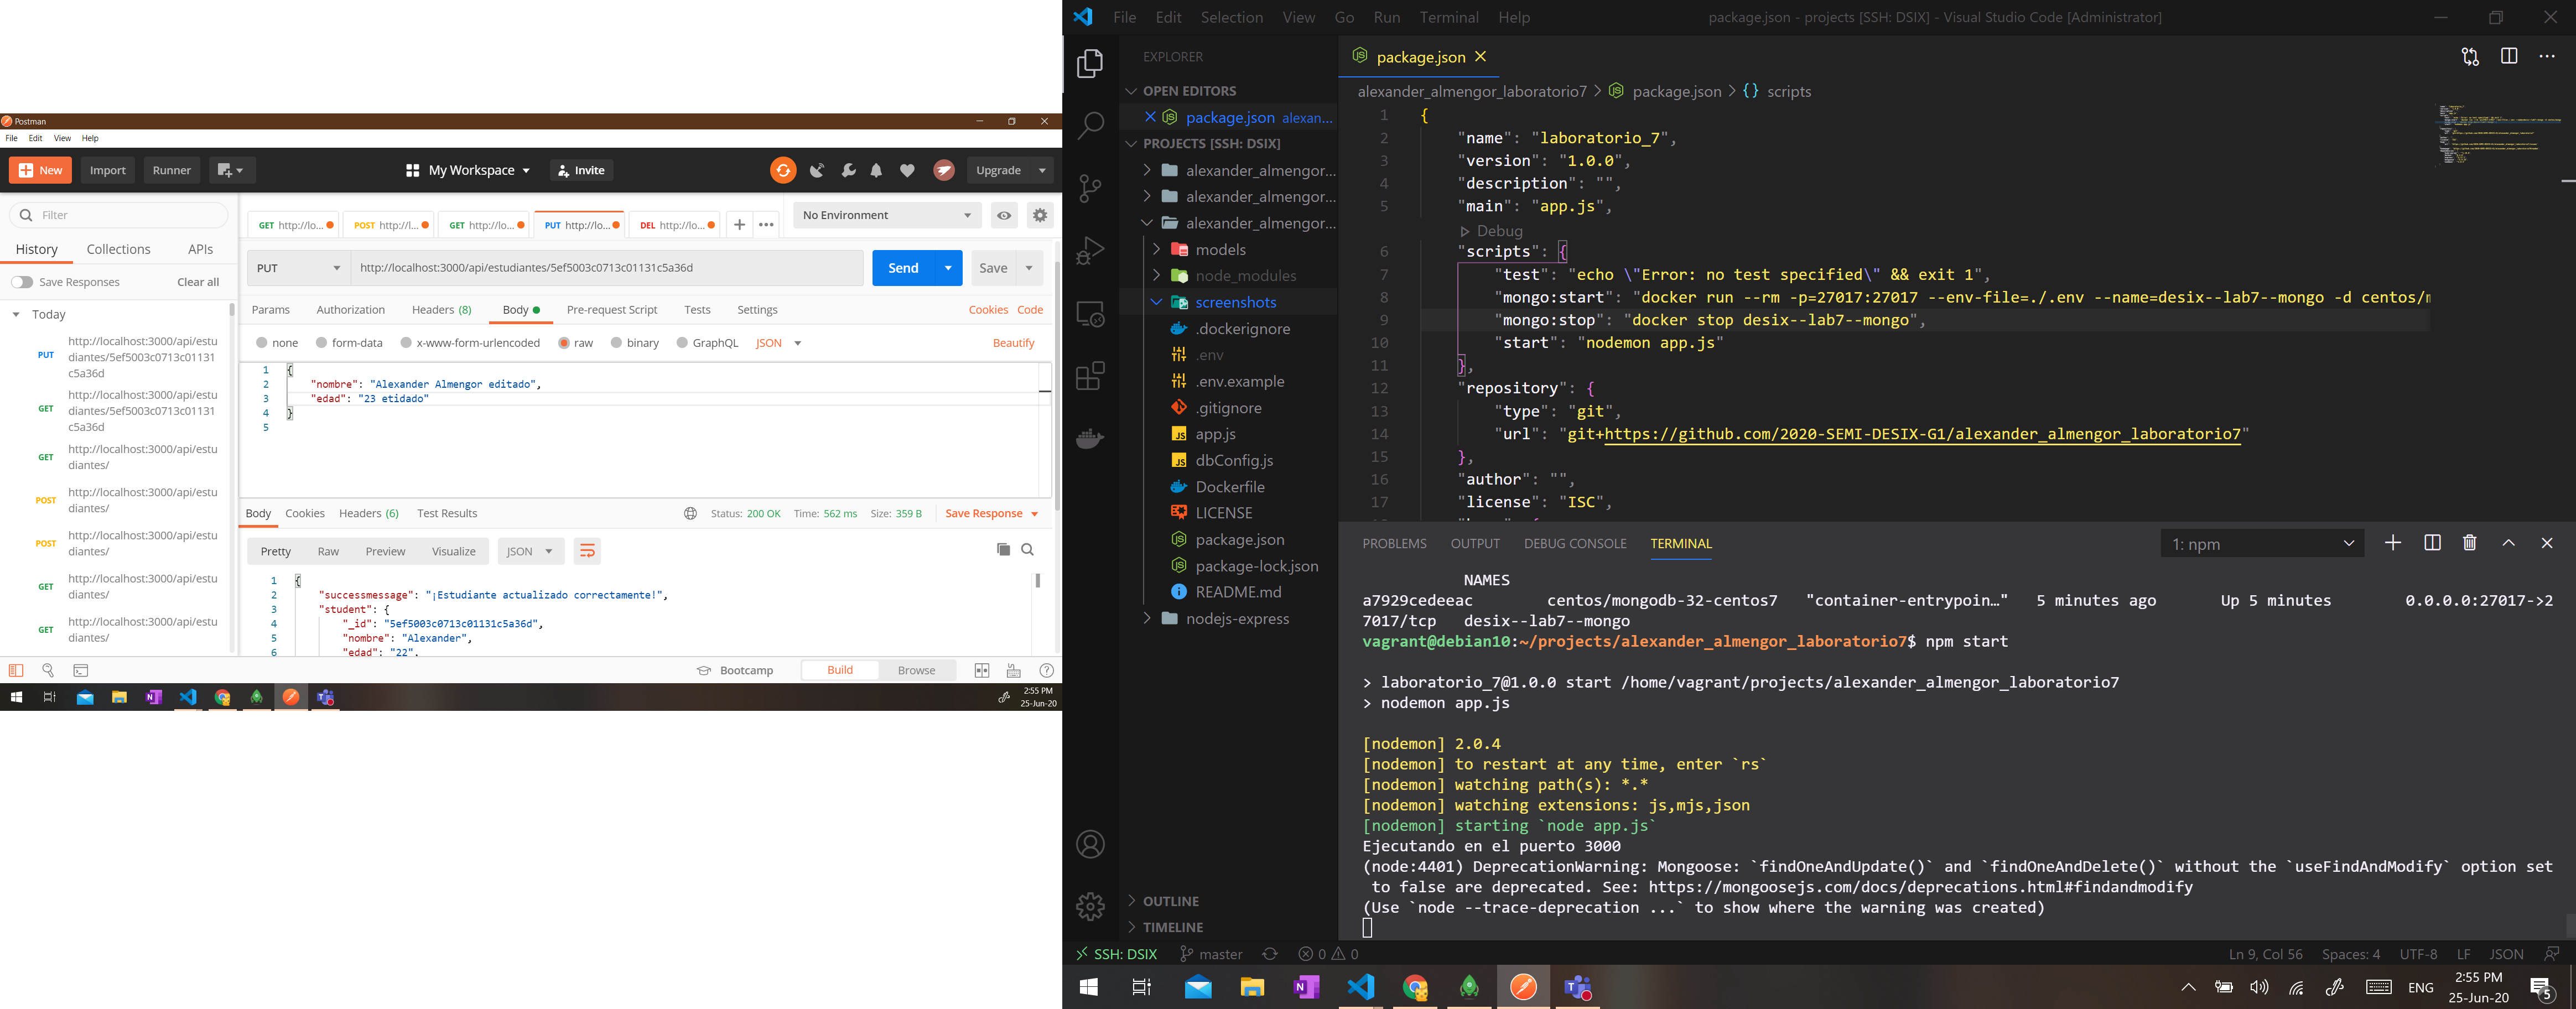 Postman
File Edit View Help
New Import Runner My Workspace Invite Upgrade
Filter
History Collections APIs
Save Responses Clear all
Today
PUT http://localhost:3000/api/estu
diantes/5ef5003c0713c01131
c5a36d
GET http://localhost:3000/api/estu
diantes/5ef5003c0713c01131
c5a36d
GET http://localhost:3000/api/estu
diantes/
POST http://localhost:3000/api/estu
diantes/
POST http://localhost:3000/api/estu
diantes/
GET http://localhost:3000/api/estu
diantes/
GET http://localhost:3000/api/estu
diantes/
GET http://lo... POST http://l... GET http://lo... PUT http://lo... DEL http://lo... No Environment
PUT http://localhost:3000/api/estudiantes/5ef5003c0713c01131c5a36d Send Save
Params Authorization Headers (8) Body Pre-request Script Tests Settings Cookies Code
none form-data x-www-form-urlencoded raw binary GraphQL JSON Beautify
1 {
2 "nombre": "Alexander Almengor editado",
3 "edad": "23 etidado"
4 }
5
Body Cookies Headers (6) Test Results Status: 200 OK Time: 562 ms Size: 359 B Save Response
Pretty Raw Preview Visualize JSON
1 {
2 "successmessage": "¡Estudiante actualizado correctamente!",
3 "student": {
4 "_id": "5ef5003c0713c01131c5a36d",
5 "nombre": "Alexander",
6 "edad": "22",
Bootcamp Build Browse
2:55 PM
25-Jun-20
File Edit Selection View Go Run Terminal Help package.json - projects [SSH: DSIX] - Visual Studio Code [Administrator]
EXPLORER
OPEN EDITORS
package.json alexan...
PROJECTS [SSH: DSIX]
alexander_almengor...
alexander_almengor...
alexander_almengor...
models
node_modules
screenshots
.dockerignore
.env
.env.example
.gitignore
app.js
dbConfig.js
Dockerfile
LICENSE
package.json
package-lock.json
README.md
nodejs-express
OUTLINE
TIMELINE
package.json
alexander_almengor_laboratorio7 > package.json > {} scripts
1 {
2 "name": "laboratorio_7",
3 "version": "1.0.0",
4 "description": "",
5 "main": "app.js",
Debug
6 "scripts": {
7 "test": "echo \"Error: no test specified\" && exit 1",
8 "mongo:start": "docker run --rm -p=27017:27017 --env-file=./.env --name=desix--lab7--mongo -d centos/m
9 "mongo:stop": "docker stop desix--lab7--mongo",
10 "start": "nodemon app.js"
11 },
12 "repository": {
13 "type": "git",
14 "url": "git+https://github.com/2020-SEMI-DESIX-G1/alexander_almengor_laboratorio7"
15 },
16 "author": "",
17 "license": "ISC",
PROBLEMS OUTPUT DEBUG CONSOLE TERMINAL 1: npm
NAMES
a7929cedeeac centos/mongodb-32-centos7 "container-entrypoin…" 5 minutes ago Up 5 minutes 0.0.0.0:27017->2
7017/tcp desix--lab7--mongo
vagrant@debian10:~/projects/alexander_almengor_laboratorio7$ npm start
> laboratorio_7@1.0.0 start /home/vagrant/projects/alexander_almengor_laboratorio7
> nodemon app.js
[nodemon] 2.0.4
[nodemon] to restart at any time, enter `rs`
[nodemon] watching path(s): *.*
[nodemon] watching extensions: js,mjs,json
[nodemon] starting `node app.js`
Ejecutando en el puerto 3000
(node:4401) DeprecationWarning: Mongoose: `findOneAndUpdate()` and `findOneAndDelete()` without the `useFindAndModify` option set
to false are deprecated. See: https://mongoosejs.com/docs/deprecations.html#findandmodify
(Use `node --trace-deprecation ...` to show where the warning was created)
SSH: DSIX master 0 0 Ln 9, Col 56 Spaces: 4 UTF-8 LF JSON
ENG 2:55 PM
25-Jun-20 5